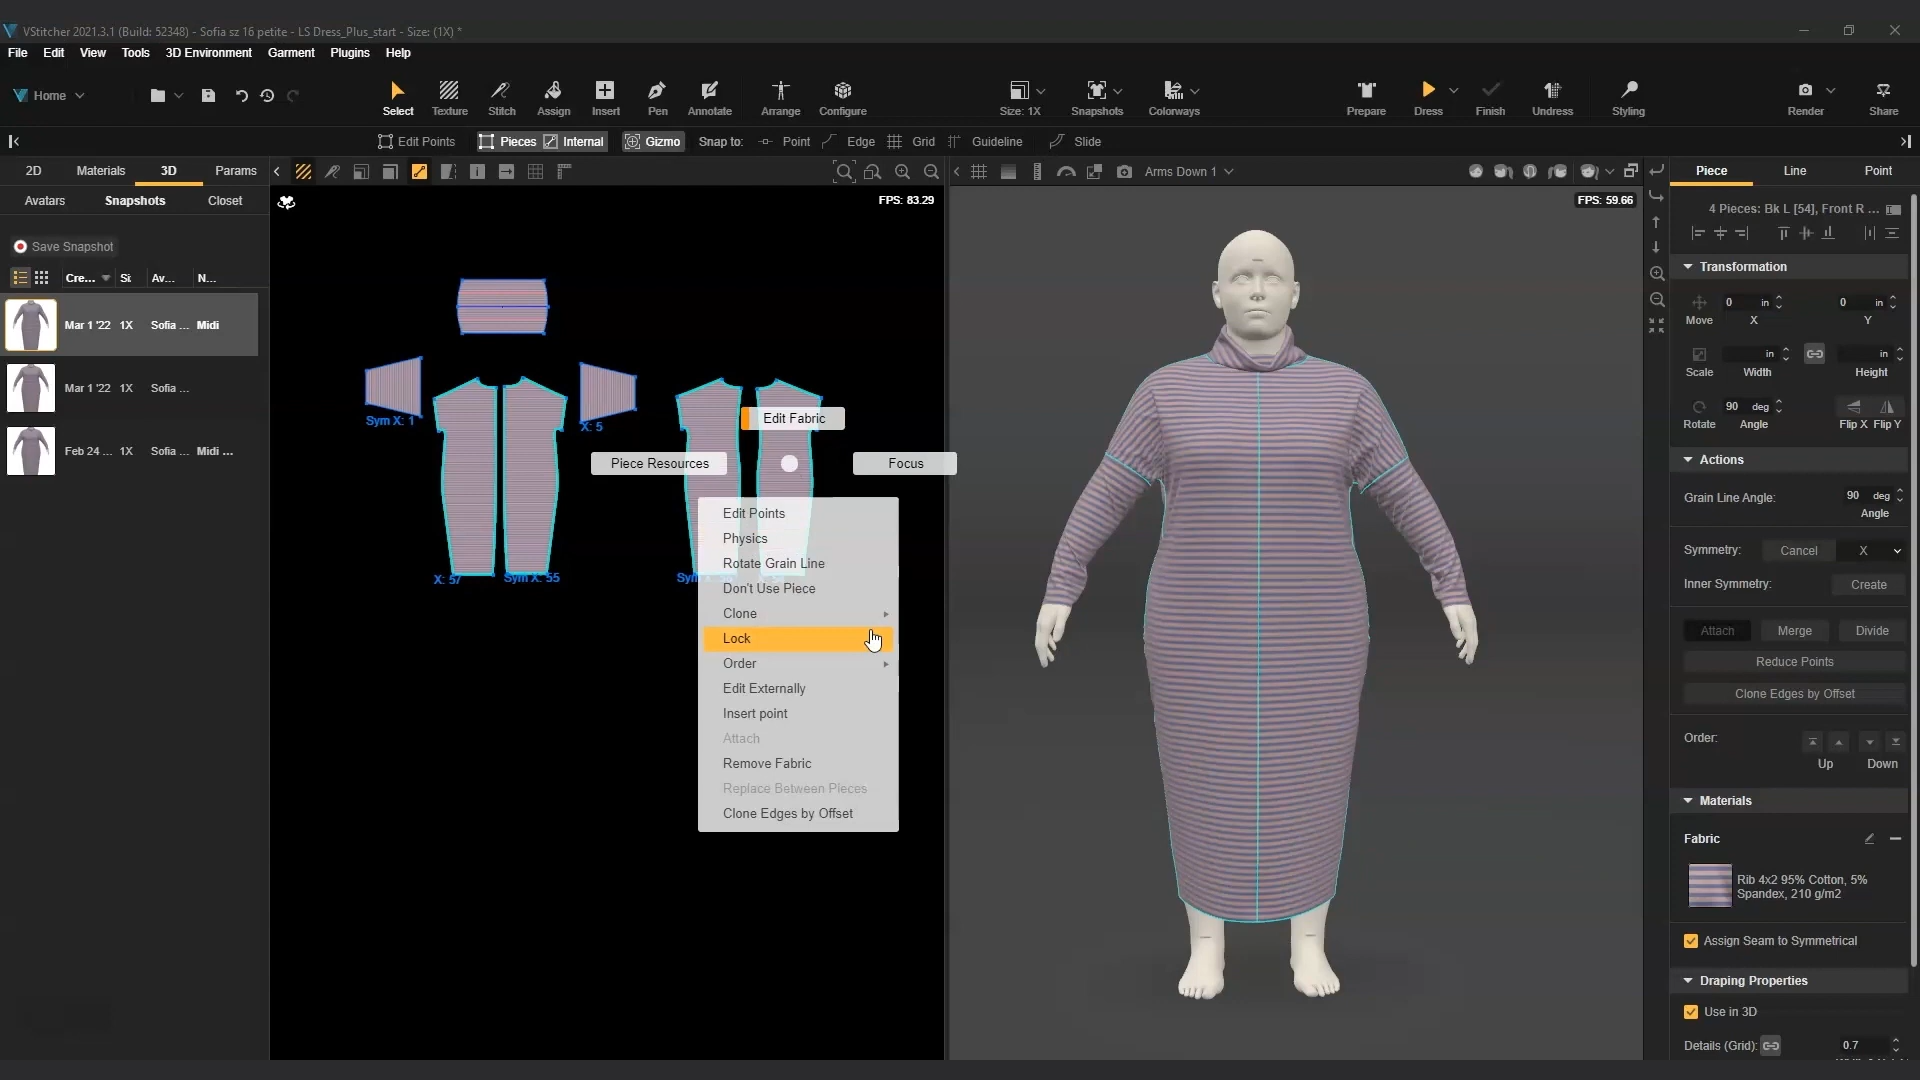 VStitcher 2021.3.1 (Build: 52348) - Sofia sz 16 petite - LS Dress_Plus_start - Size: (1X) *
File Edit View Tools 3D Environment Garment Plugins Help
Home
Select Texture Stitch Assign Insert Pen Annotate Arrange Configure Size: 1X Snapshots Colorways Prepare Dress Finish Undress Styling Render Share
Edit Points Pieces Internal Gizmo Snap to: Point Edge Grid Guideline Slide
2D Materials 3D Params
Arms Down 1
Piece Line Point
Avatars Snapshots Closet
FPS: 83.29
FPS: 59.66
4 Pieces: Bk L [54], Front R ...
Save Snapshot
Cre... Si Av... N...
Mar 1 '22 1X Sofia ... Midi
Mar 1 '22 1X Sofia ...
Feb 24 ... 1X Sofia ... Midi ...
Sym X: 1
X: 5
X: 57
Sym X: 55
Edit Fabric
Piece Resources
Focus
Edit Points
Physics
Rotate Grain Line
Don't Use Piece
Clone
Lock
Order
Edit Externally
Insert point
Attach
Remove Fabric
Replace Between Pieces
Clone Edges by Offset
Transformation
0 in 0 in
Move X Y
in in
Scale Width Height
90 deg
Rotate Angle Flip X Flip Y
Actions
Grain Line Angle: 90 deg
Angle
Symmetry: Cancel X
Inner Symmetry: Create
Attach Merge Divide
Reduce Points
Clone Edges by Offset
Order:
Up Down
Materials
Fabric
Rib 4x2 95% Cotton, 5%
Spandex, 210 g/m2
Assign Seam to Symmetrical
Draping Properties
Use in 3D
Details (Grid): 0.7